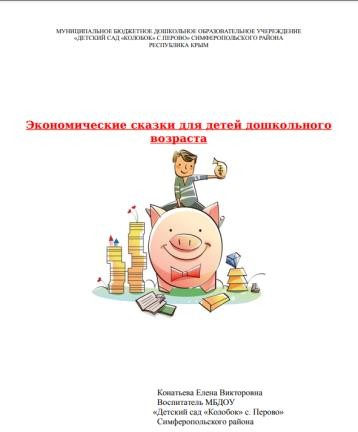 МУНИЦИПАЛЬНОЕ БЮДЖЕТНОЕ ДОШКОЛЬНОЕ ОБРАЗОВАТЕЛЬНОЕ УЧЕРЕЖДЕНИЕ
«ДЕТСКИЙ САД «КОЛОБОК» С.ПЕРОВО» СИМФЕРОПОЛЬСКОГО РАЙОНА
РЕСПУБЛИКА КРЫМ
Экономические сказки для детей дошкольного
возраста
Конатьева Елена Викторовна
Воспитатель МБДОУ
«Детский сад «Колобок» с. Перово»
Симферопольского района